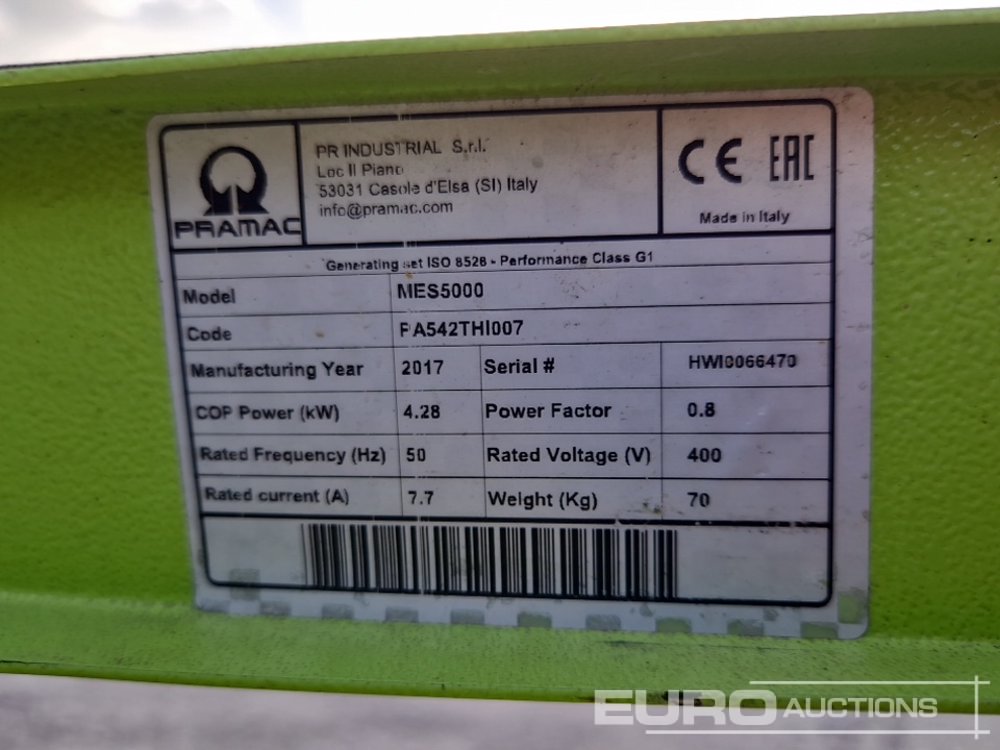 PRAMAC
PR INDUSTRIAL S.r.l.
Loc Il Piano
53031 Casole d'Elsa (SI) Italy
info@pramac.com
CE EAC
Made in Italy
Generating set ISO 8528 - Performance Class G1
Model MES5000
Code PA542THI007
Manufacturing Year 2017 Serial # HWI0066470
COP Power (kW) 4.28 Power Factor 0.8
Rated Frequency (Hz) 50 Rated Voltage (V) 400
Rated current (A) 7.7 Weight (Kg) 70
EURO AUCTIONS